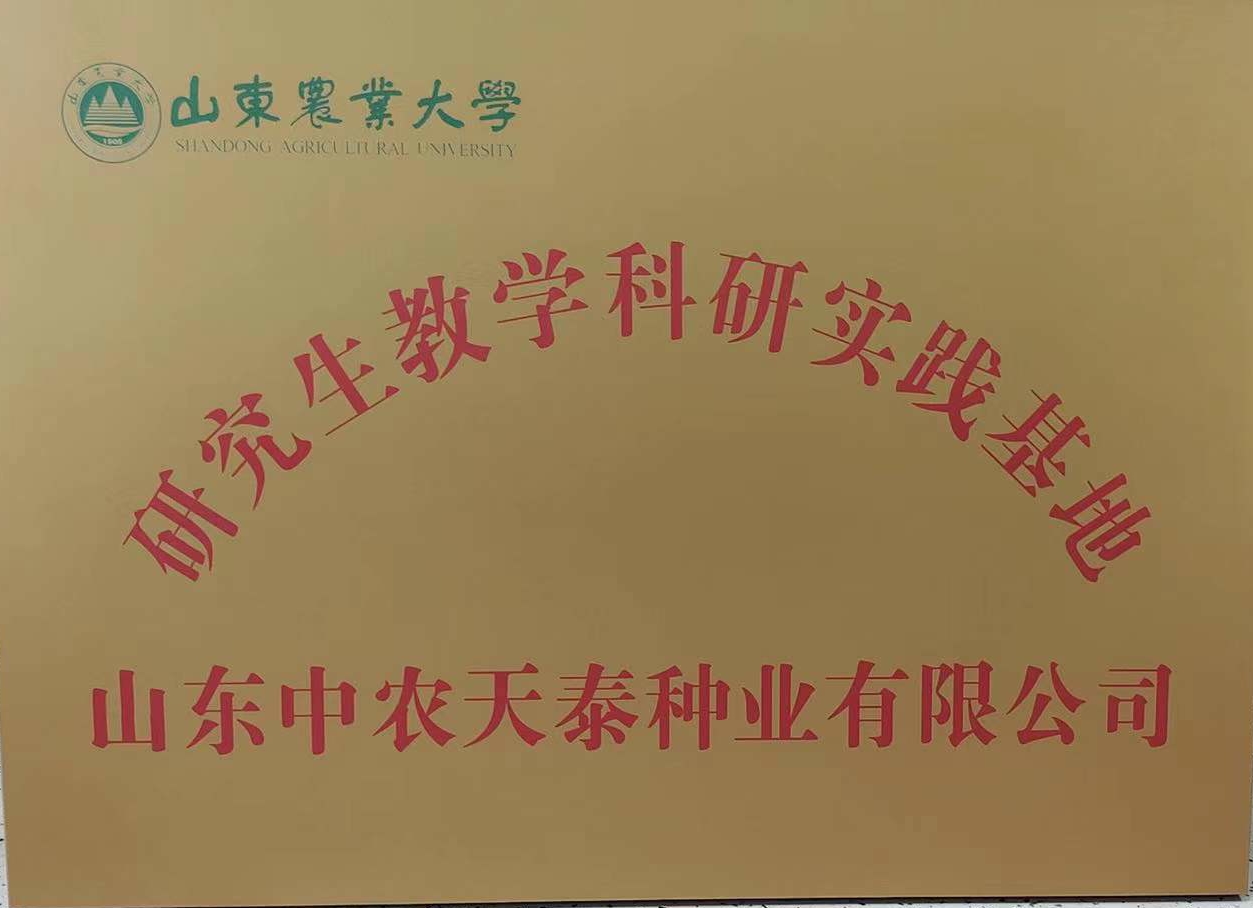 山東農業大學
SHANDONG AGRICULTURAL UNIVERSITY
1906
研究生教学科研实践基地
山东中农天泰种业有限公司